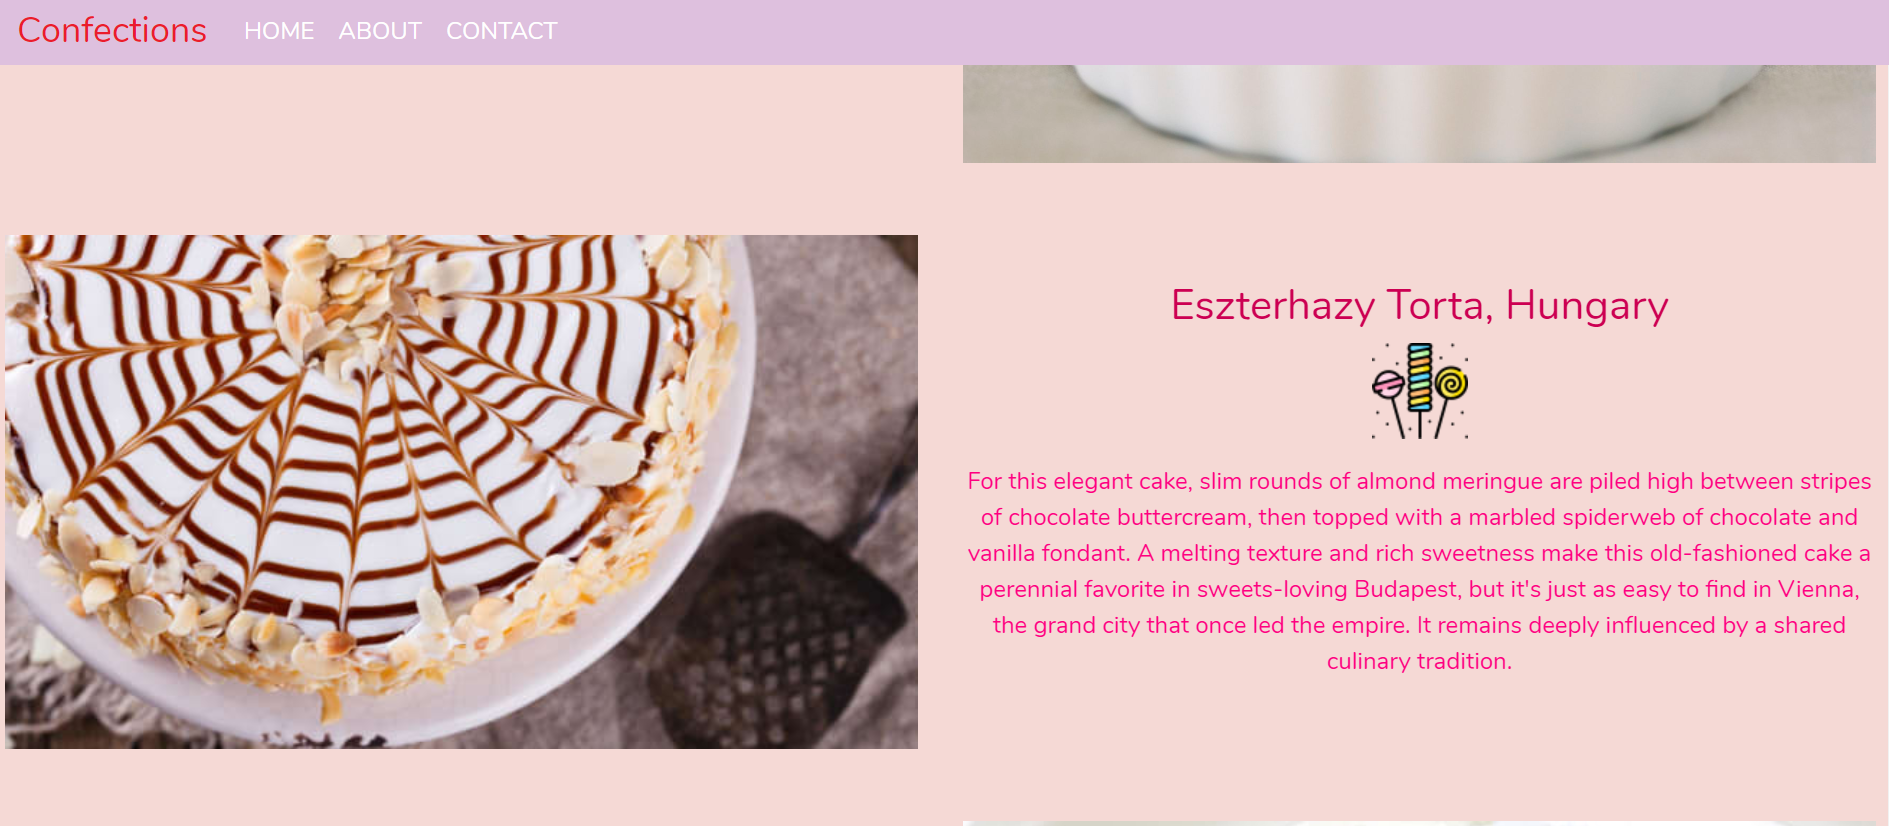 Confections HOME ABOUT CONTACT
Eszterhazy Torta, Hungary
For this elegant cake, slim rounds of almond meringue are piled high between stripes
of chocolate buttercream, then topped with a marbled spiderweb of chocolate and
vanilla fondant. A melting texture and rich sweetness make this old-fashioned cake a
perennial favorite in sweets-loving Budapest, but it's just as easy to find in Vienna,
the grand city that once led the empire. It remains deeply influenced by a shared
culinary tradition.